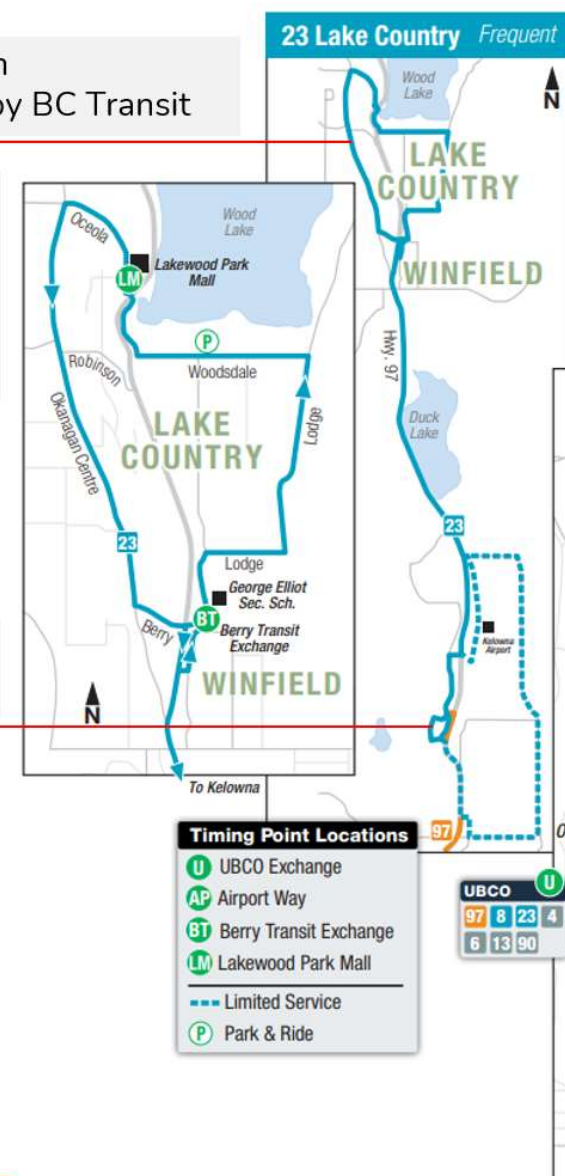 by BC Transit
23 Lake Country Frequent
Wood
Lake
N
LAKE
COUNTRY
WINFIELD
Hwy. 97
Duck
Lake
23
Kelowna
Airport
97
Oceola
Wood
Lake
LM
Lakewood Park
Mall
P
Woodsdale
Robinson
Okanagan Centre
LAKE
COUNTRY
Lodge
23
Lodge
George Elliot
Sec. Sch.
BT
Berry
Berry Transit
Exchange
WINFIELD
N
To Kelowna
Timing Point Locations
U UBCO Exchange
AP Airport Way
BT Berry Transit Exchange
LM Lakewood Park Mall
Limited Service
P Park & Ride
UBCO U
97 8 23 4
6 13 90